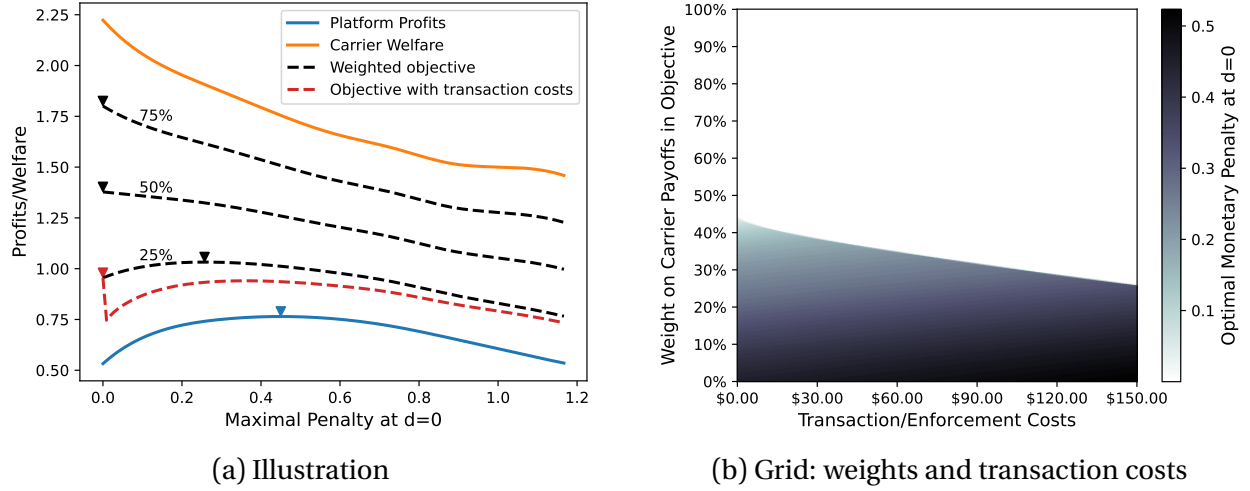 2.25
2.00
1.75
1.50
1.25
1.00
0.75
0.50
Profits/Welfare
Platform Profits
Carrier Welfare
Weighted objective
Objective with transaction costs
75%
50%
25%
0.0 0.2 0.4 0.6 0.8 1.0 1.2
Maximal Penalty at d=0
(a) Illustration
100%
90%
80%
70%
60%
50%
40%
30%
20%
10%
0%
Weight on Carrier Payoffs in Objective
$0.00 $30.00 $60.00 $90.00 $120.00 $150.00
Transaction/Enforcement Costs
0.5
0.4
0.3
0.2
0.1
Optimal Monetary Penalty at d=0
(b) Grid: weights and transaction costs